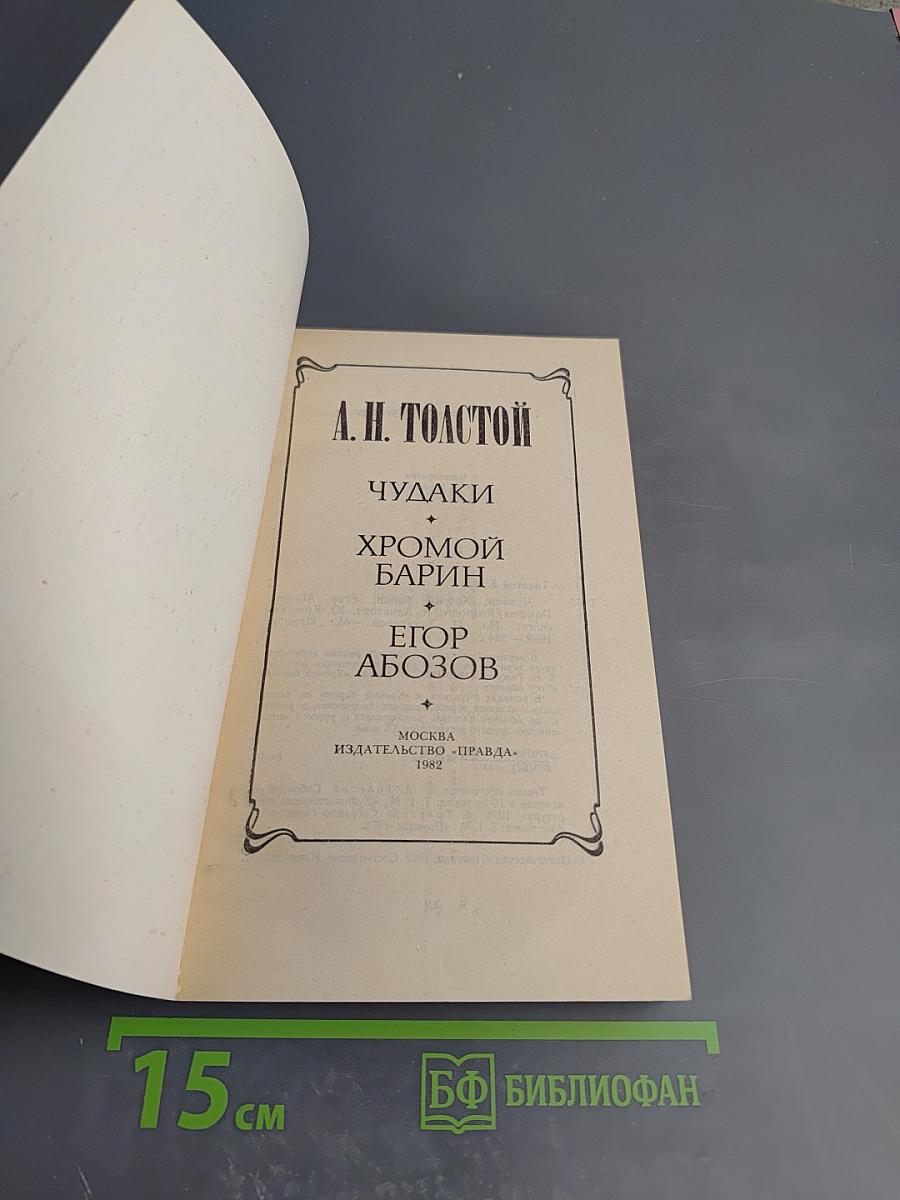 А. Н. ТОЛСТОЙ
ЧУДАКИ
ХРОМОЙ
БАРИН
ЕГОР
АБОЗОВ
МОСКВА
ИЗДАТЕЛЬСТВО «ПРАВДА»
1982
15 см
БФ БИБЛИОФАН